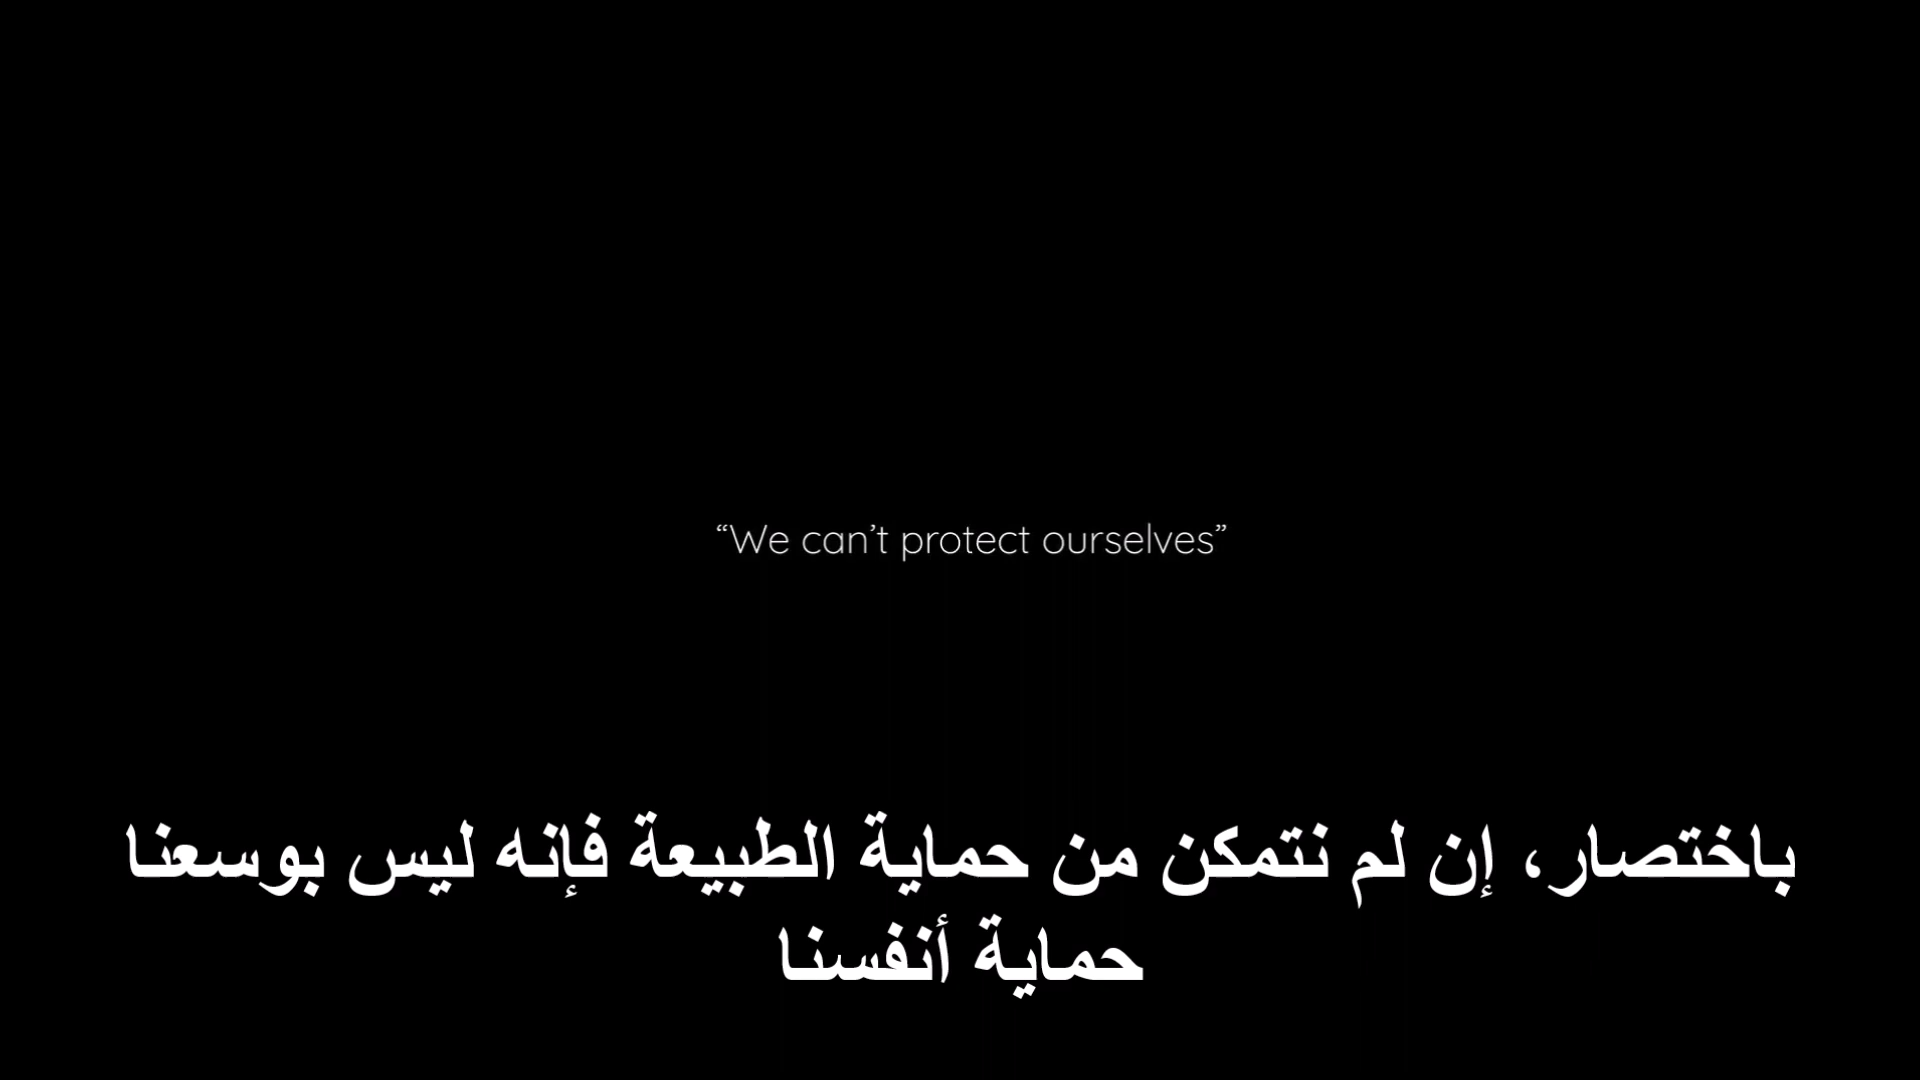 “We can’t protect ourselves”
باختصار، إن لم نتمكن من حماية الطبيعة فإنه ليس بوسعنا
حماية أنفسنا